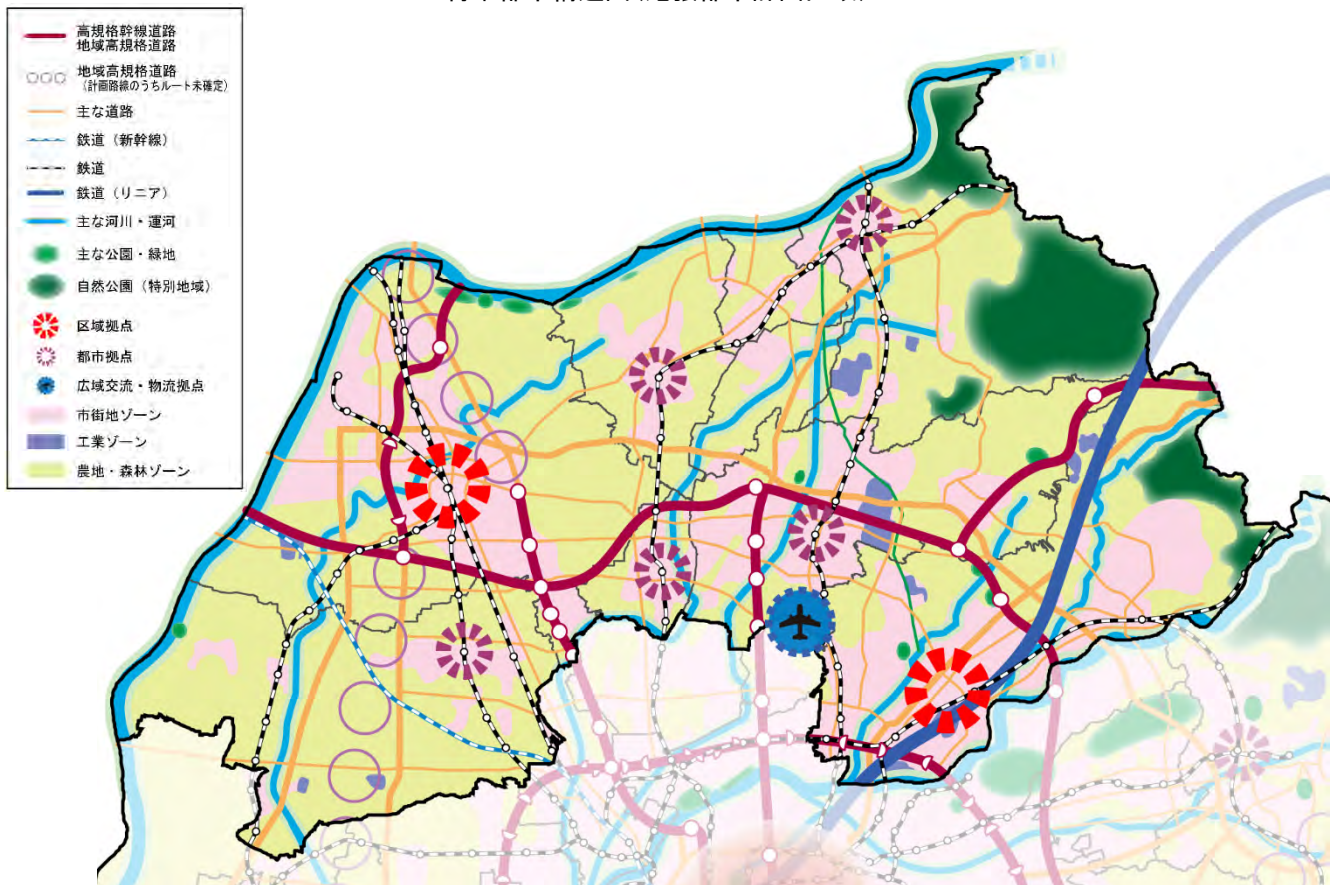 高規格幹線道路
地域高規格道路
地域高規格道路
(計画路線のうちルート未確定)
主な道路
鉄道（新幹線）
鉄道
鉄道（リニア）
主な河川・運河
主な公園・緑地
自然公園（特別地域）
区域拠点
都市拠点
広域交流・物流拠点
市街地ゾーン
工業ゾーン
農地・森林ゾーン